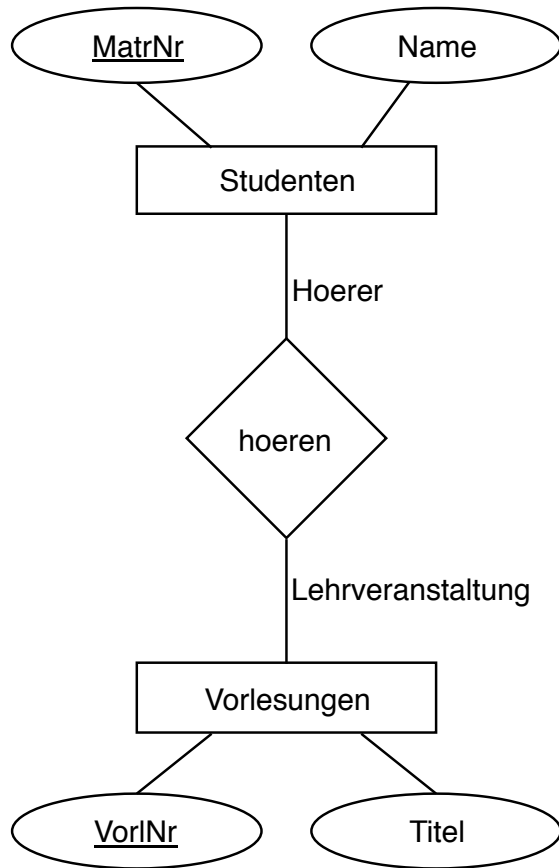 MatrNr
Name
Studenten
Hoerer
hoeren
Lehrveranstaltung
Vorlesungen
VorlNr
Titel